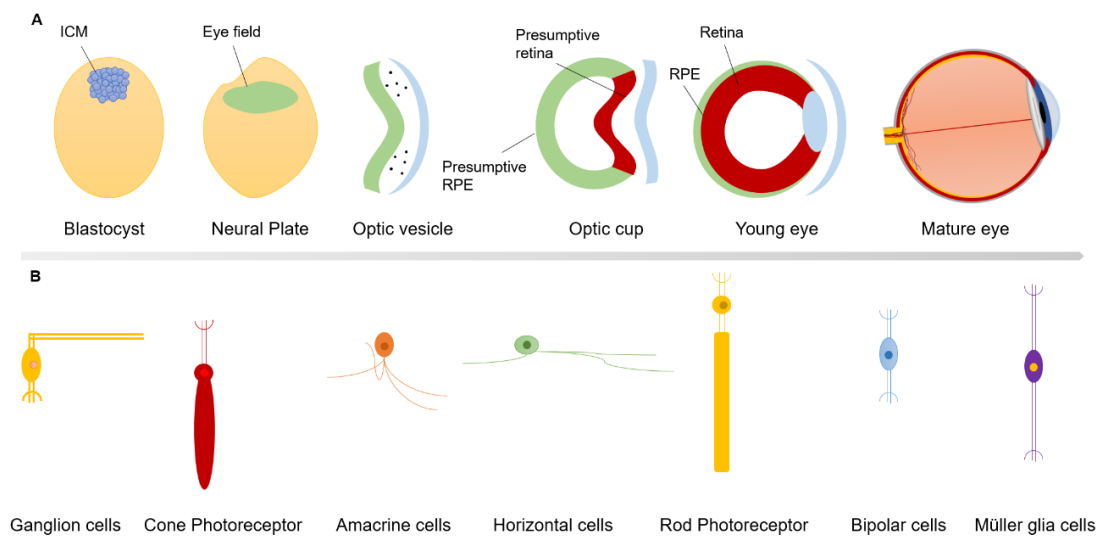 A
ICM
Eye field
Presumptive
retina
Retina
RPE
Presumptive
RPE
Blastocyst
Neural Plate
Optic vesicle
Optic cup
Young eye
Mature eye
B
Ganglion cells
Cone Photoreceptor
Amacrine cells
Horizontal cells
Rod Photoreceptor
Bipolar cells
Müller glia cells